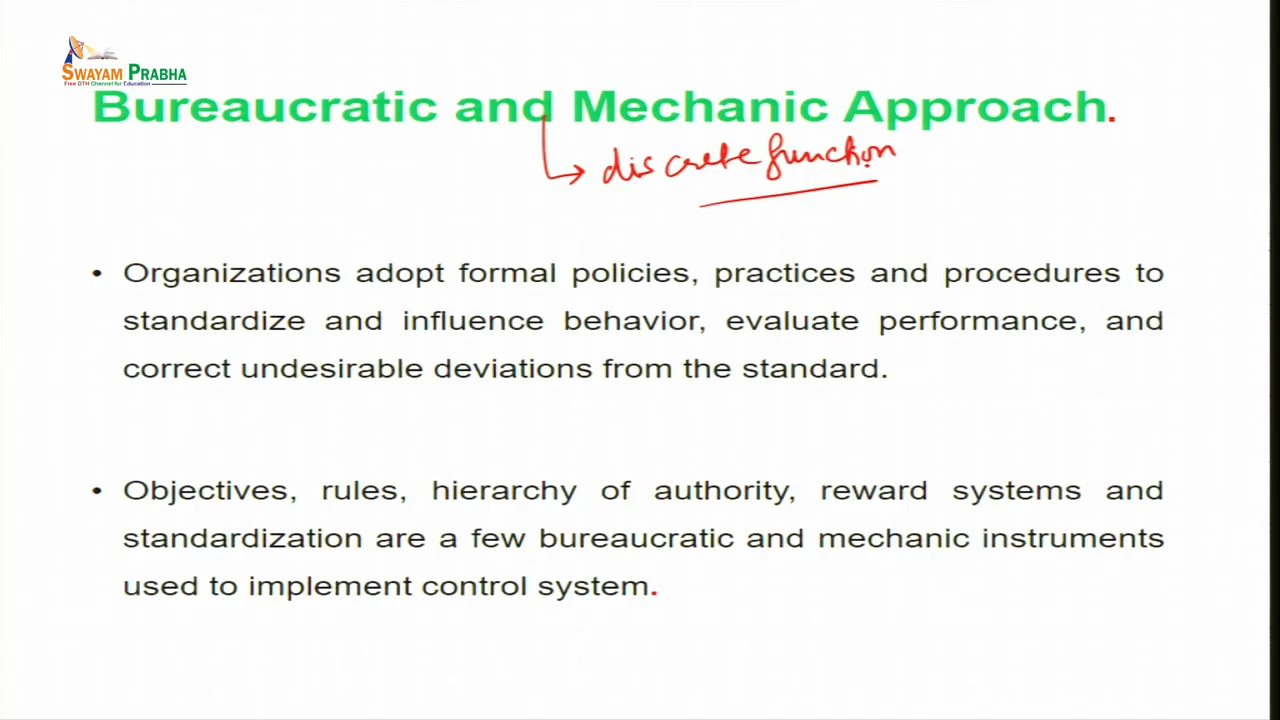 SWAYAM PRABHA
Free DTH Channel for Education
Bureaucratic and Mechanic Approach.
discrete function
• Organizations adopt formal policies, practices and procedures to
standardize and influence behavior, evaluate performance, and
correct undesirable deviations from the standard.
• Objectives, rules, hierarchy of authority, reward systems and
standardization are a few bureaucratic and mechanic instruments
used to implement control system.